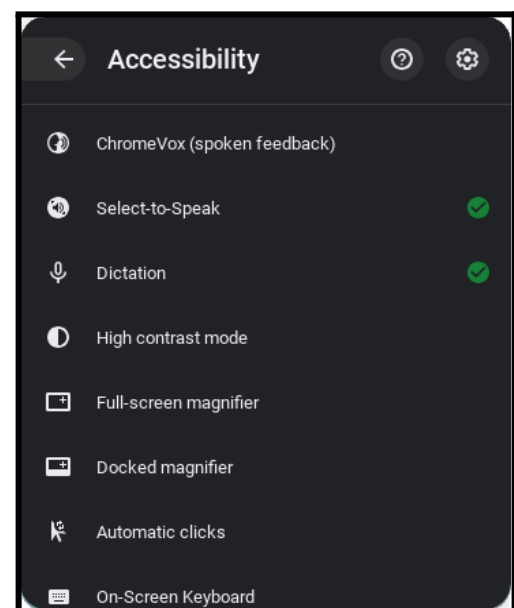 Accessibility
ChromeVox (spoken feedback)
Select-to-Speak
Dictation
High contrast mode
Full-screen magnifier
Docked magnifier
Automatic clicks
On-Screen Keyboard